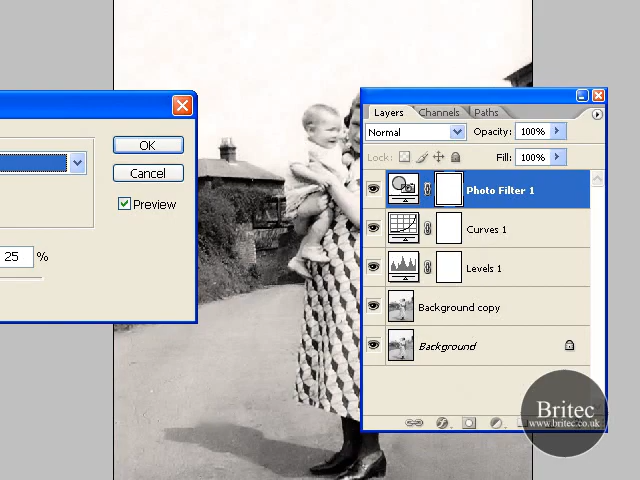 OK
Cancel
Preview
25 %
Layers
Channels
Paths
Normal
Opacity: 100%
Lock:
Fill: 100%
Photo Filter 1
Curves 1
Levels 1
Background copy
Background
Britec
www.britec.co.uk